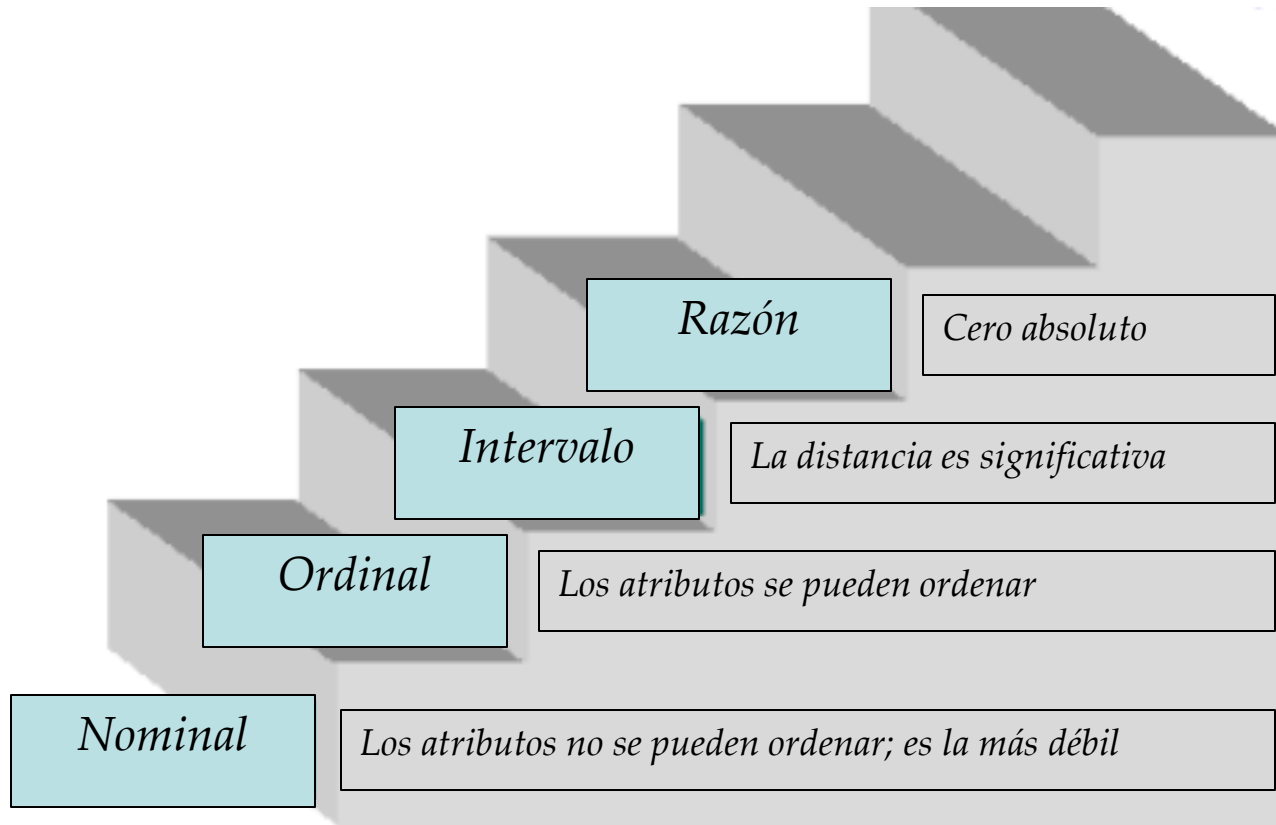 Razón
Cero absoluto
Intervalo
La distancia es significativa
Ordinal
Los atributos se pueden ordenar
Nominal
Los atributos no se pueden ordenar; es la más débil